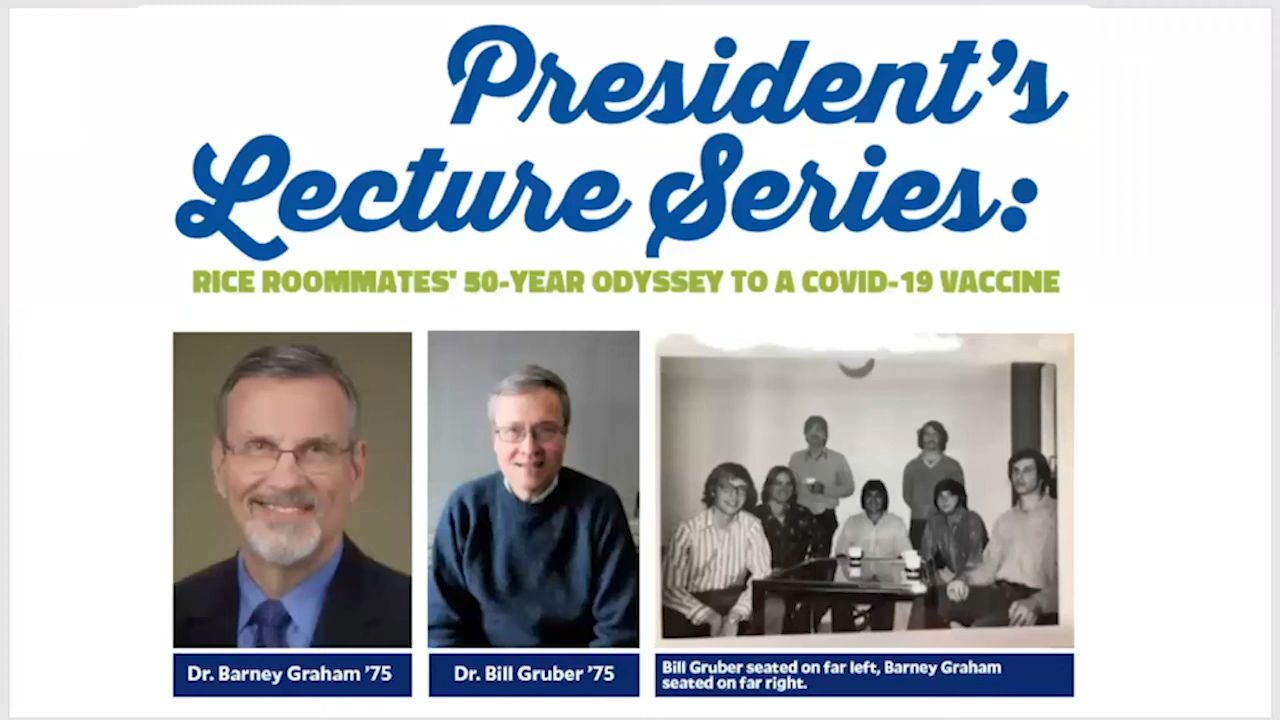 President's
Lecture Series:
RICE ROOMMATES' 50-YEAR ODYSSEY TO A COVID-19 VACCINE
Dr. Barney Graham ’75
Dr. Bill Gruber ’75
Bill Gruber seated on far left, Barney Graham
seated on far right.